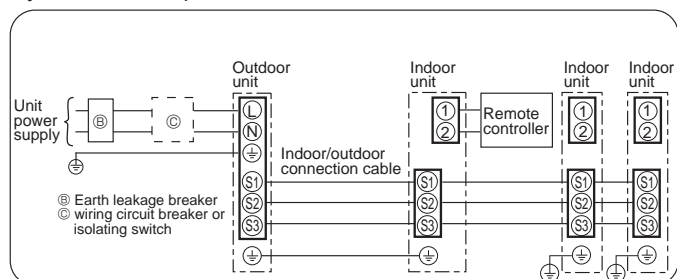 Outdoor unit
Indoor unit
Indoor unit
Indoor unit
Unit power supply
Ⓑ
Ⓒ
L
N
S1
S2
S3
Indoor/outdoor connection cable
1
2
Remote controller
S1
S2
S3
1
2
S1
S2
S3
1
2
S1
S2
S3
Ⓑ Earth leakage breaker
Ⓒ wiring circuit breaker or isolating switch